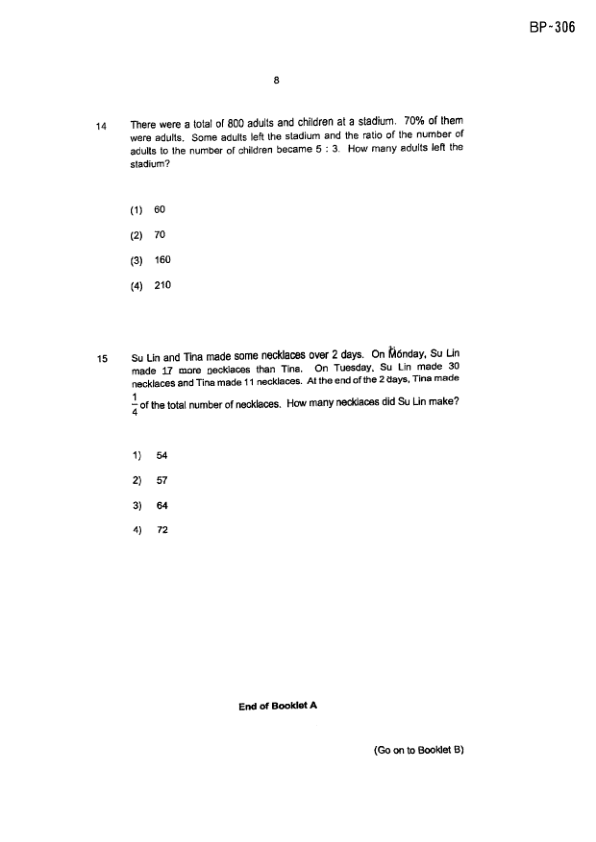 BP-306
8
14 There were a total of 800 adults and children at a stadium. 70% of them
were adults. Some adults left the stadium and the ratio of the number of
adults to the number of children became 5 : 3. How many adults left the
stadium?
(1) 60
(2) 70
(3) 160
(4) 210
15 Su Lin and Tina made some necklaces over 2 days. On Monday, Su Lin
made 17 more necklaces than Tina. On Tuesday, Su Lin made 30
necklaces and Tina made 11 necklaces. At the end of the 2 days, Tina made
1/4 of the total number of necklaces. How many necklaces did Su Lin make?
1) 54
2) 57
3) 64
4) 72
End of Booklet A
(Go on to Booklet B)